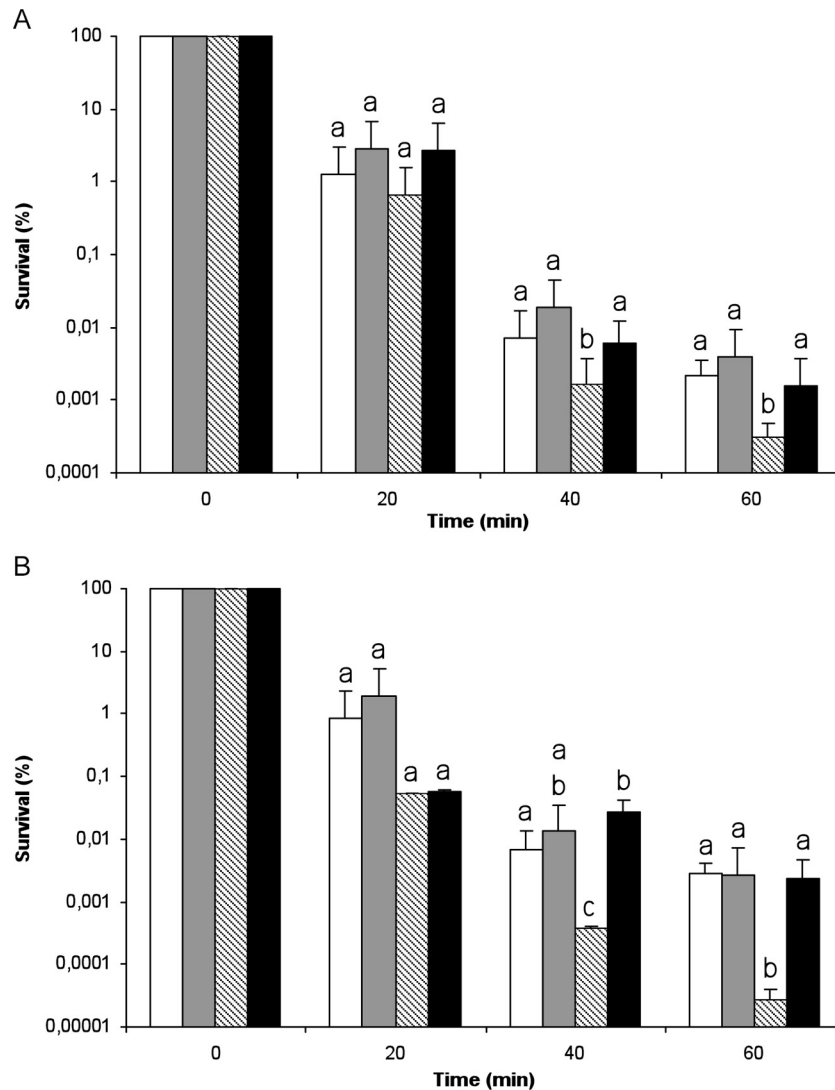 A
100
10
1
0,1
0,01
0,001
0,0001
Survival (%)
a a a a
a a b a
a a b a
0 20 40 60
Time (min)
B
100
10
1
0,1
0,01
0,001
0,0001
0,00001
Survival (%)
a a a a
a a b c b
a a b a
0 20 40 60
Time (min)